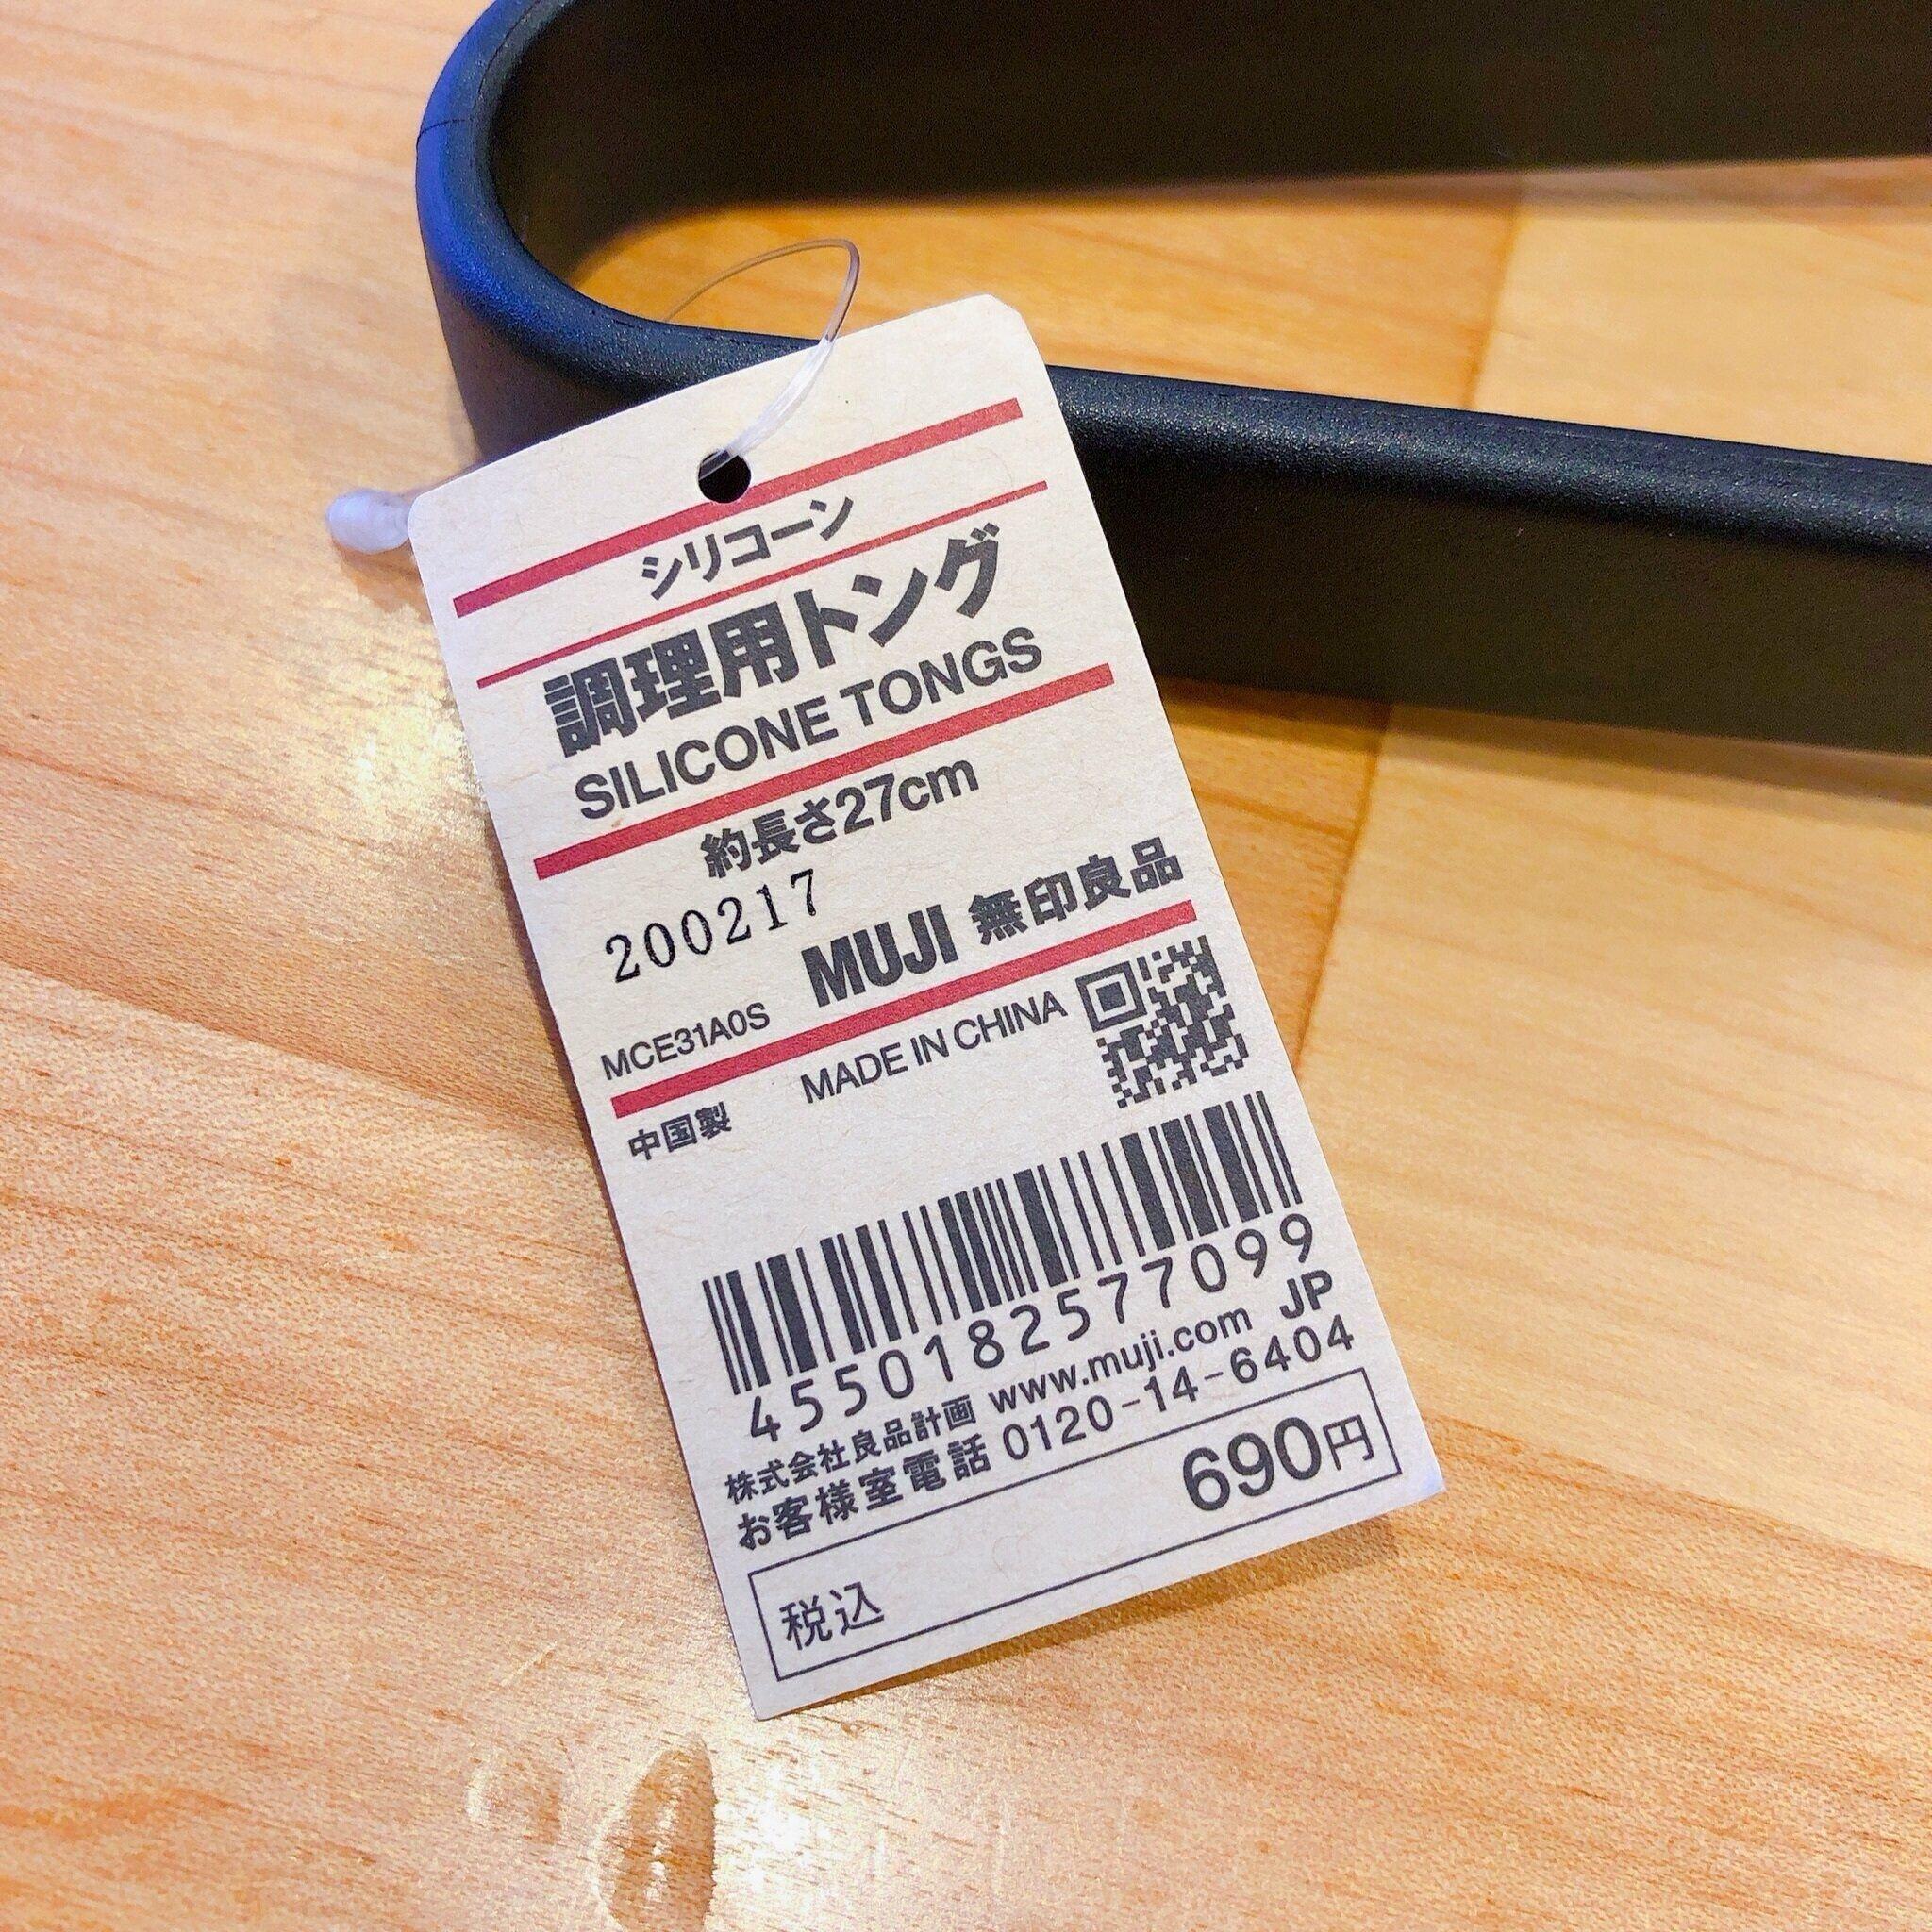 シリコーン
調理用トング
SILICONE TONGS
約長さ27cm
200217
MCE31A0S MUJI 無印良品
中国製 MADE IN CHINA
4550182577099
株式会社良品計画 www.muji.com JP
お客様室電話 0120-14-6404
税込 690円